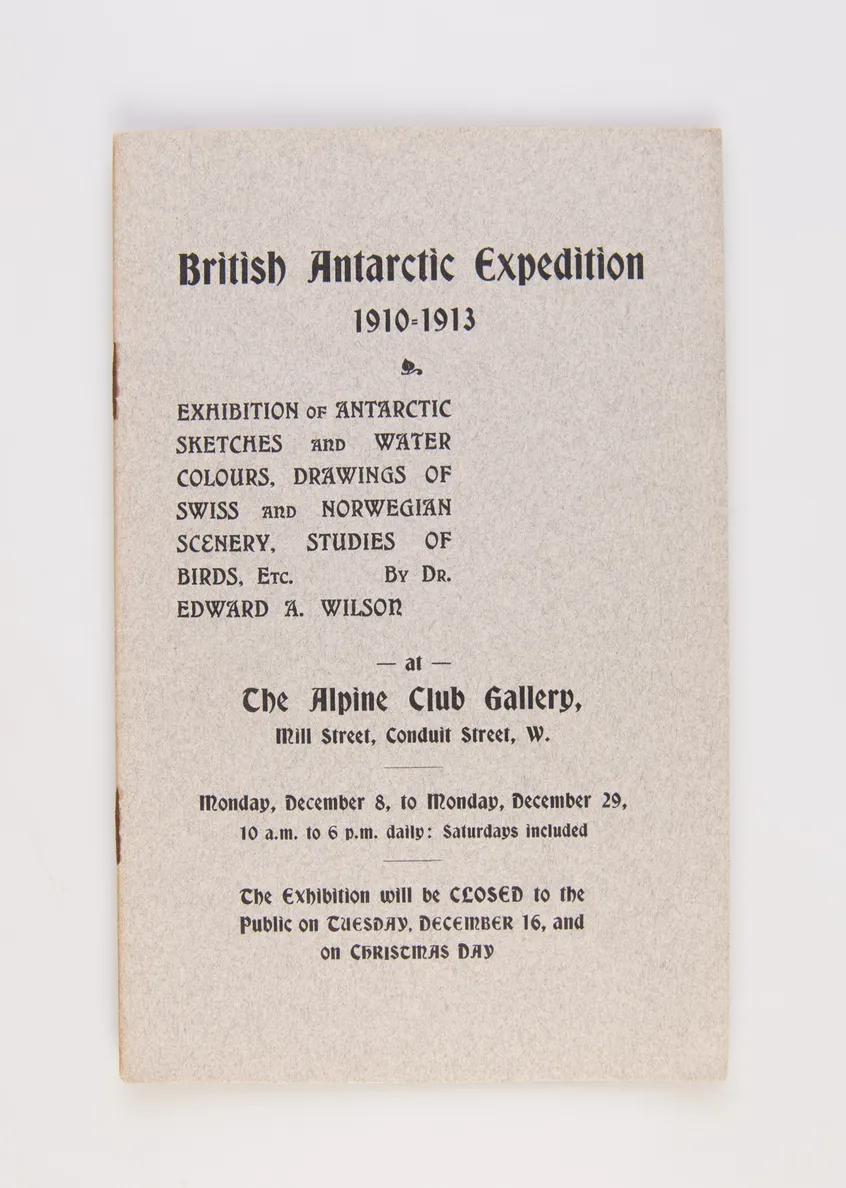 British Antarctic Expedition
1910-1913
EXHIBITION OF ANTARCTIC
SKETCHES AND WATER
COLOURS, DRAWINGS OF
SWISS AND NORWEGIAN
SCENERY, STUDIES OF
BIRDS, ETC. BY DR.
EDWARD A. WILSON
— at —
The Alpine Club Gallery,
Mill Street, Conduit Street, W.
Monday, December 8, to Monday, December 29,
10 a.m. to 6 p.m. daily: Saturdays included
The Exhibition will be CLOSED to the
Public on TUESDAY, DECEMBER 16, and
on CHRISTMAS DAY